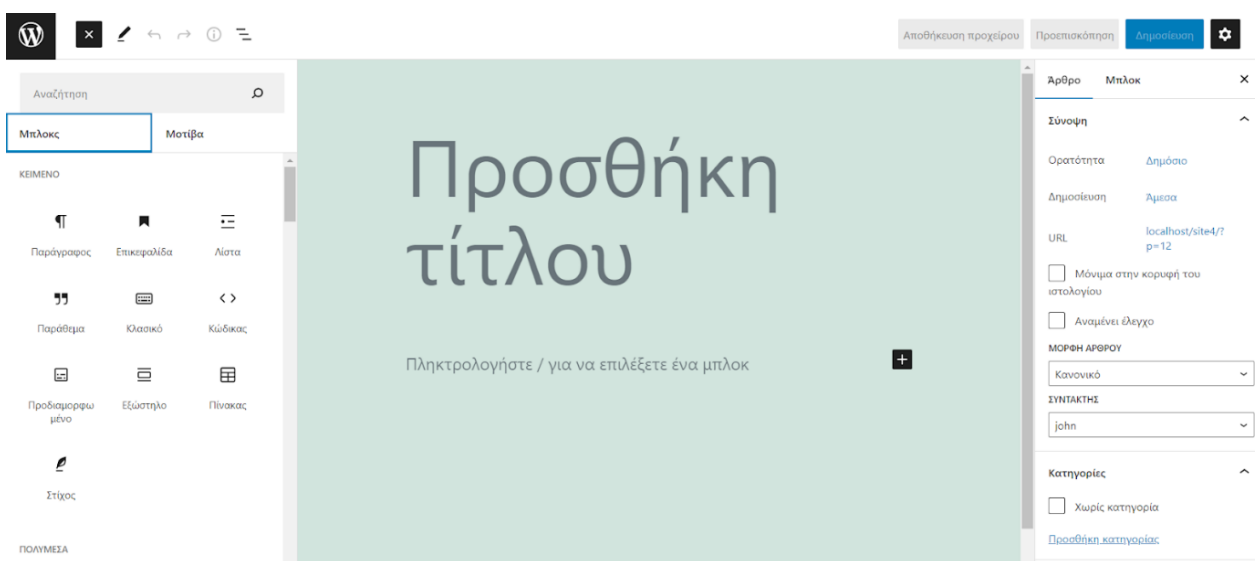 Αποθήκευση προχείρου Προεπισκόπηση Δημοσίευση
Αναζήτηση
Μπλοκς Μοτίβα
ΚΕΙΜΕΝΟ
Παράγραφος Επικεφαλίδα Λίστα
Παράθεμα Κλασικό Κώδικας
Προδιαμορφω
μένο
Εξώστηλο Πίνακας
Στίχος
ΠΟΛΥΜΕΣΑ
Προσθήκη
τίτλου
Πληκτρολογήστε / για να επιλέξετε ένα μπλοκ
Άρθρο Μπλοκ
Σύνοψη
Ορατότητα Δημόσιο
Δημοσίευση Άμεσα
URL localhost/site4/?
p=12
Μόνιμα στην κορυφή του
ιστολογίου
Αναμένει έλεγχο
ΜΟΡΦΗ ΑΡΘΡΟΥ
Κανονικό
ΣΥΝΤΑΚΤΗΣ
john
Κατηγορίες
Χωρίς κατηγορία
Προσθήκη κατηγορίας